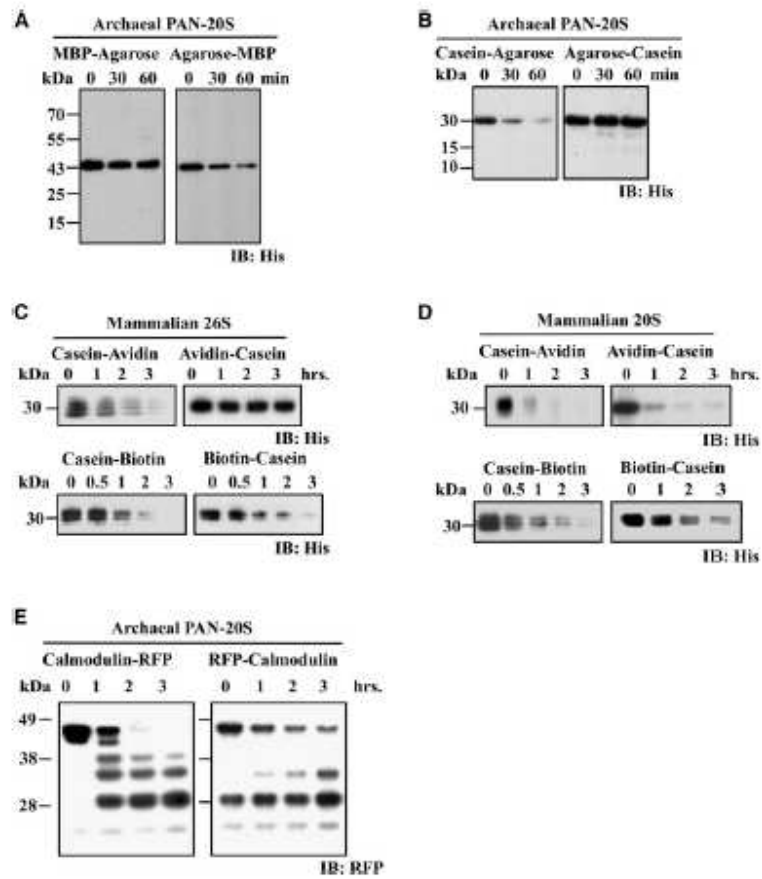 A
Archaeal PAN-20S
MBP-Agarose Agarose-MBP
kDa 0 30 60 0 30 60 min
70
55
43
25
15
IB: His
B
Archaeal PAN-20S
Casein-Agarose Agarose-Casein
kDa 0 30 60 0 30 60 min
30
15
10
IB: His
C
Mammalian 26S
Casein-Avidin Avidin-Casein
kDa 0 1 2 3 0 1 2 3 hrs.
30
IB: His
Casein-Biotin Biotin-Casein
kDa 0 0.5 1 2 3 0 0.5 1 2 3
30
IB: His
D
Mammalian 20S
Casein-Avidin Avidin-Casein
kDa 0 1 2 3 0 1 2 3 hrs.
30
IB: His
Casein-Biotin Biotin-Casein
kDa 0 0.5 1 2 3 0 1 2 3
30
IB: His
E
Archaeal PAN-20S
Calmodulin-RFP RFP-Calmodulin
kDa 0 1 2 3 0 1 2 3 hrs.
49
38
28
IB: RFP